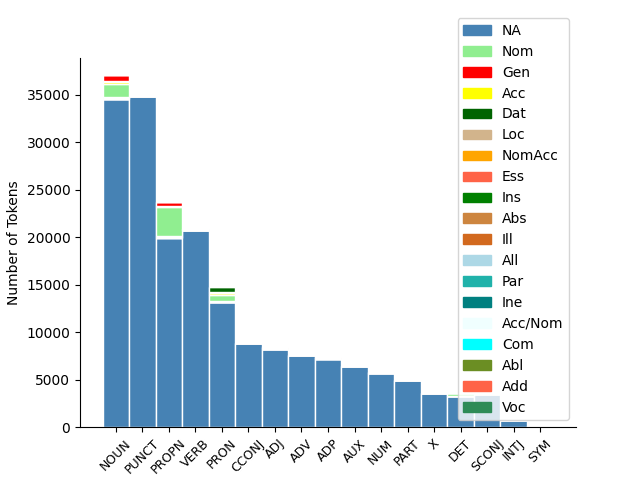 NA
Nom
Gen
Acc
Dat
Loc
NomAcc
Ess
Ins
Abs
Ill
All
Par
Ine
Acc/Nom
Com
Abl
Add
Voc
Number of Tokens
35000
30000
25000
20000
15000
10000
5000
0
NOUN
PUNCT
PROPN
VERB
PRON
CCONJ
ADJ
ADV
ADP
AUX
NUM
PART
X
DET
SCONJ
INTJ
SYM